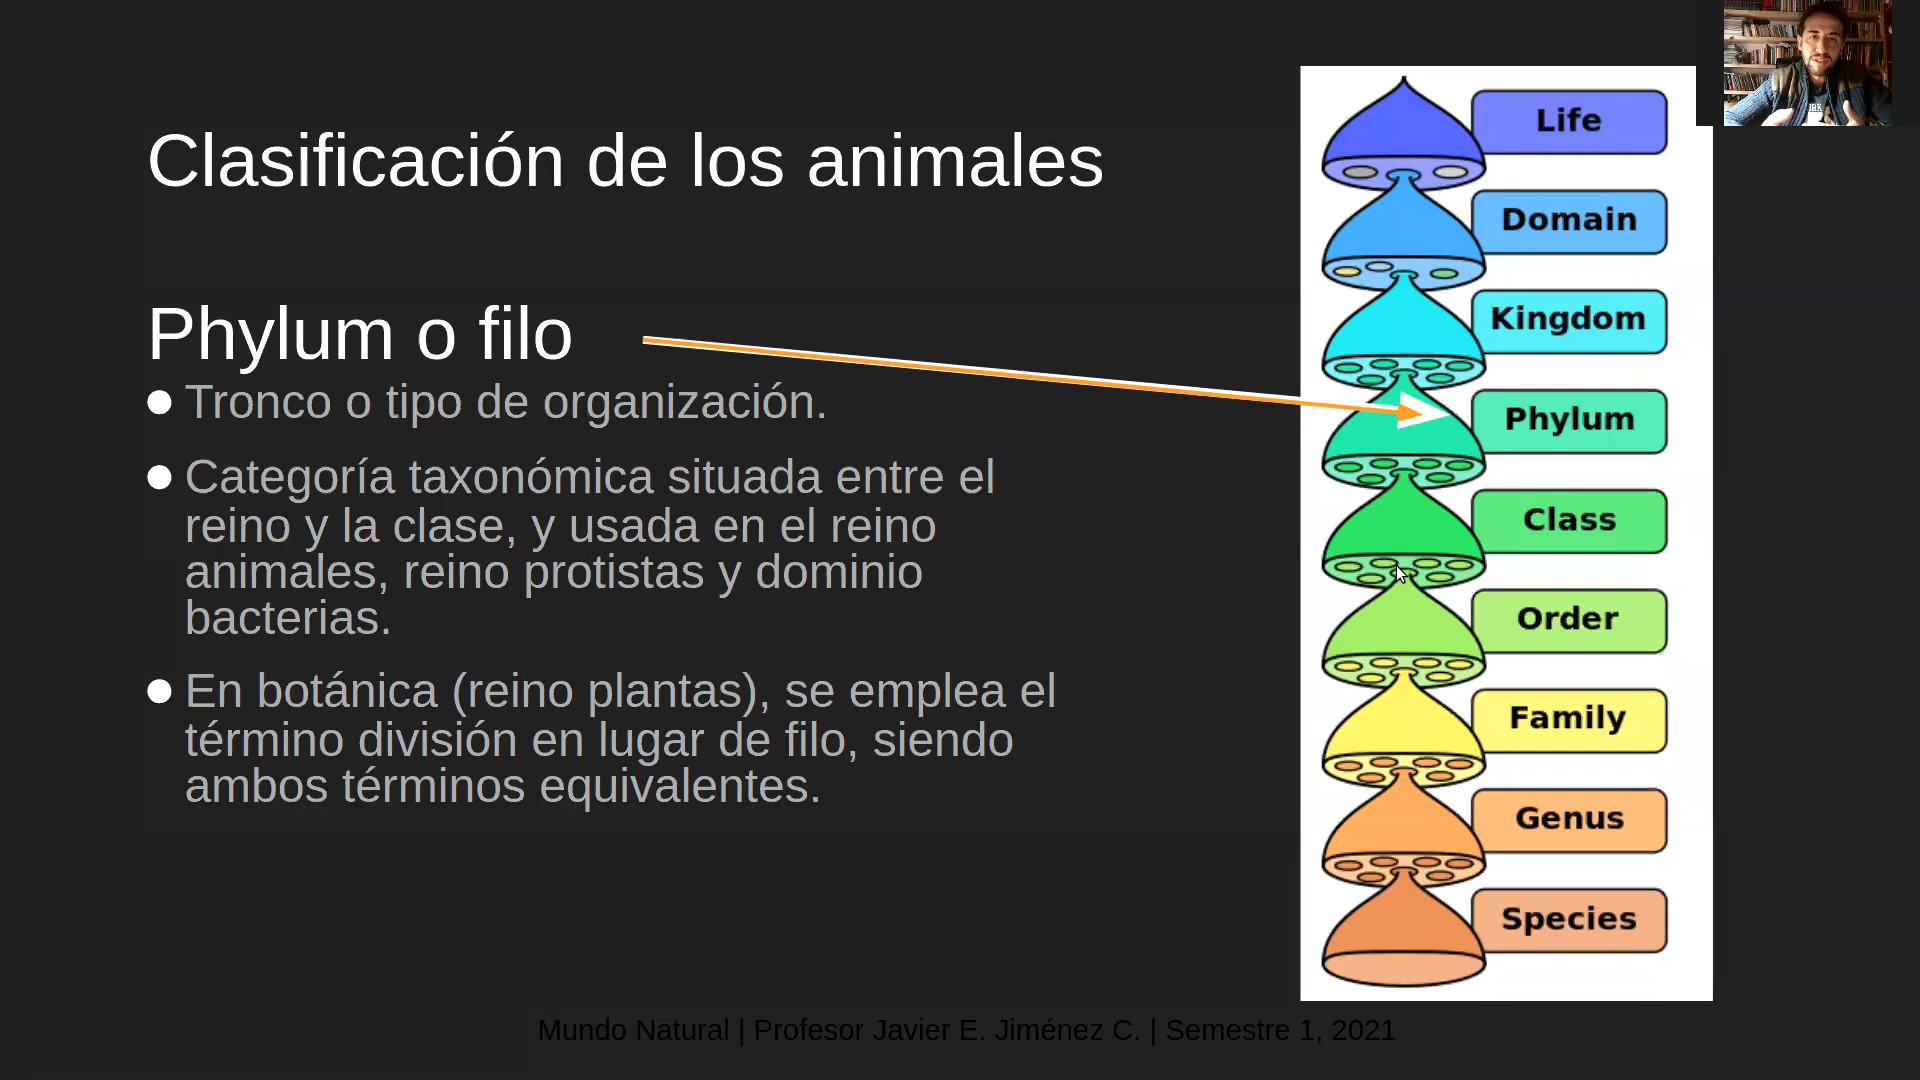 Clasificación de los animales
Phylum o filo
Tronco o tipo de organización.
Categoría taxonómica situada entre el
reino y la clase, y usada en el reino
animales, reino protistas y dominio
bacterias.
En botánica (reino plantas), se emplea el
término división en lugar de filo, siendo
ambos términos equivalentes.
Life
Domain
Kingdom
Phylum
Class
Order
Family
Genus
Species
Mundo Natural | Profesor Javier E. Jiménez C. | Semestre 1, 2021